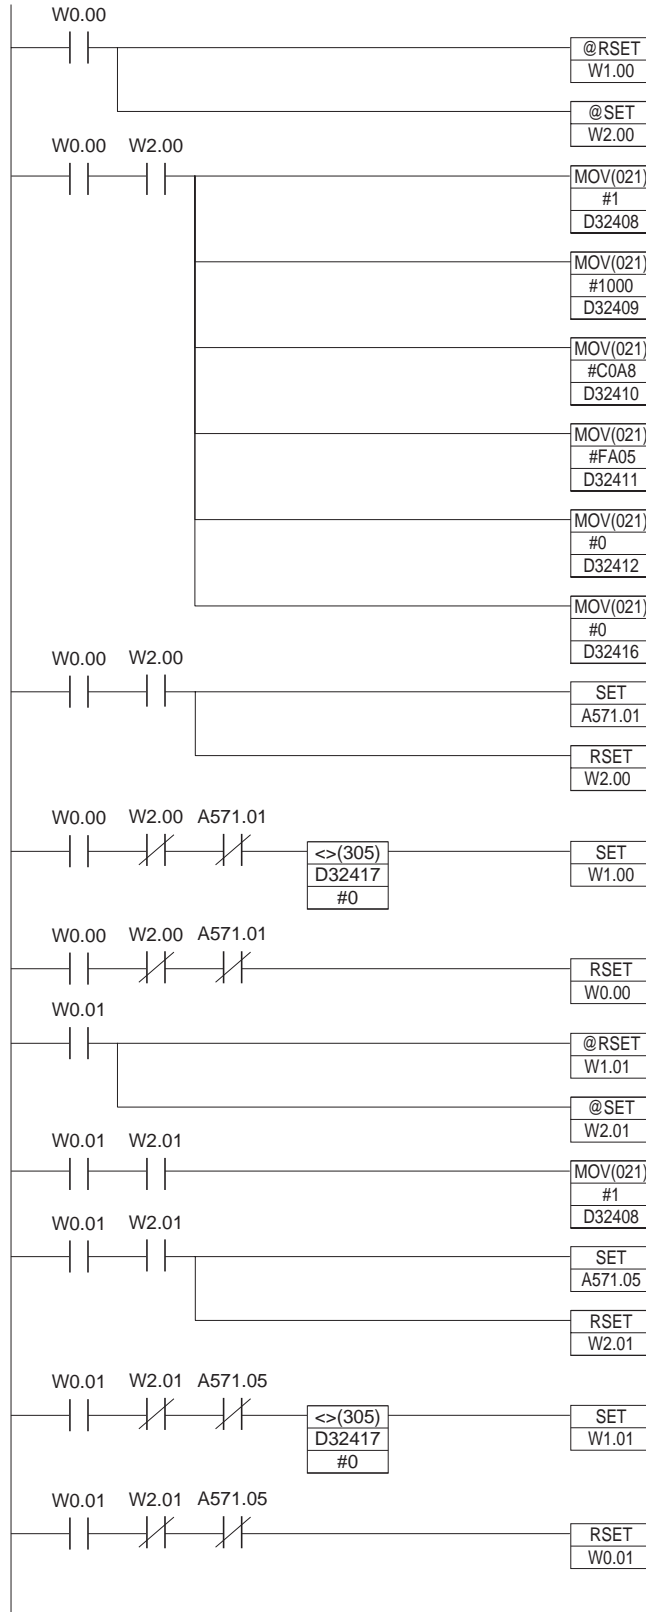 W0.00
@RSET
W1.00
@SET
W2.00
W0.00 W2.00
MOV(021)
#1
D32408
MOV(021)
#1000
D32409
MOV(021)
#C0A8
D32410
MOV(021)
#FA05
D32411
MOV(021)
#0
D32412
MOV(021)
#0
D32416
W0.00 W2.00
SET
A571.01
RSET
W2.00
W0.00 W2.00 A571.01
<>(305) SET
D32417 W1.00
#0
W0.00 W2.00 A571.01
RSET
W0.00
W0.01
@RSET
W1.01
@SET
W2.01
W0.01 W2.01
MOV(021)
#1
D32408
W0.01 W2.01
SET
A571.05
RSET
W2.01
W0.01 W2.01 A571.05
<>(305) SET
D32417 W1.01
#0
W0.01 W2.01 A571.05
RSET
W0.01